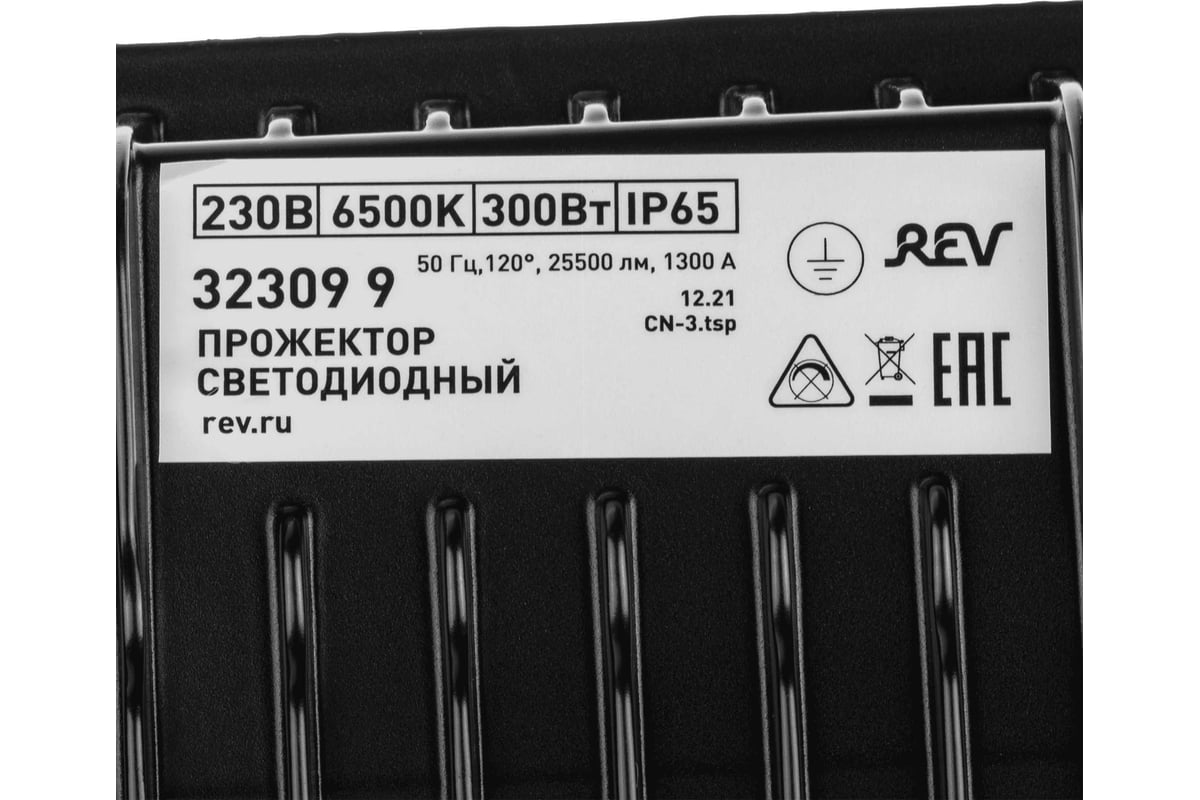 230В 6500K 300Вт IP65
50 Гц,120°, 25500 лм, 1300 А
32309 9
12.21
CN-3.tsp
ПРОЖЕКТОР
СВЕТОДИОДНЫЙ
rev.ru
REV
EAC